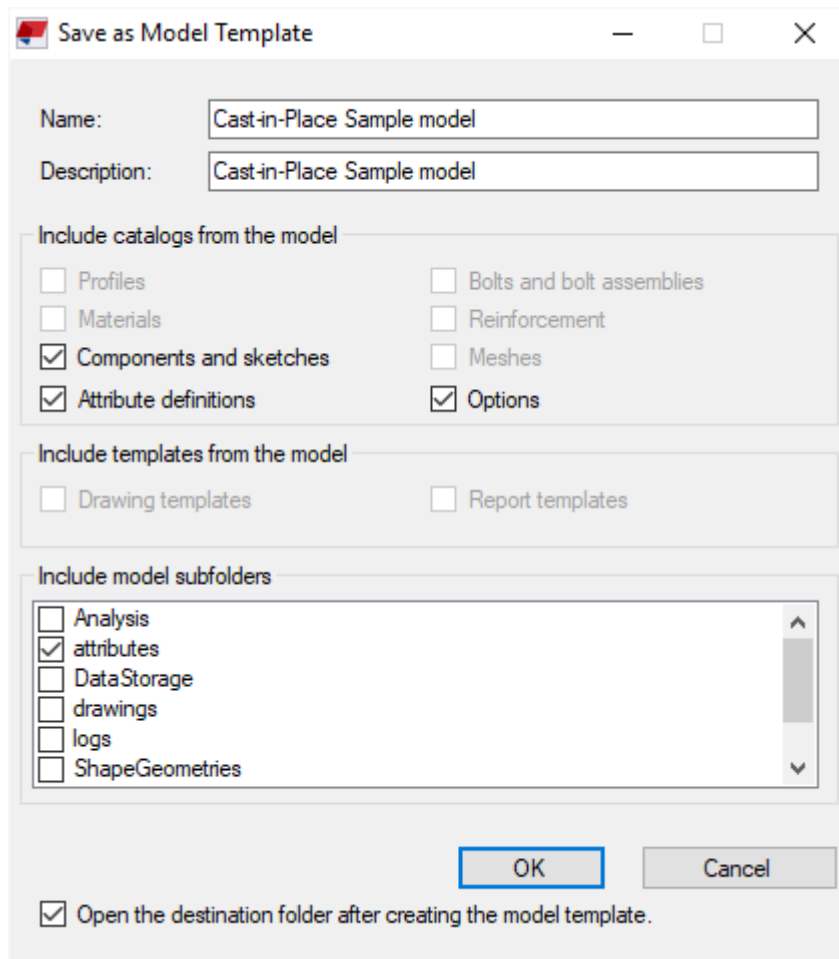 Save as Model Template
Name: Cast-in-Place Sample model
Description: Cast-in-Place Sample model
Include catalogs from the model
Profiles Bolts and bolt assemblies
Materials Reinforcement
Components and sketches Meshes
Attribute definitions Options
Include templates from the model
Drawing templates Report templates
Include model subfolders
Analysis
attributes
DataStorage
drawings
logs
ShapeGeometries
OK Cancel
Open the destination folder after creating the model template.